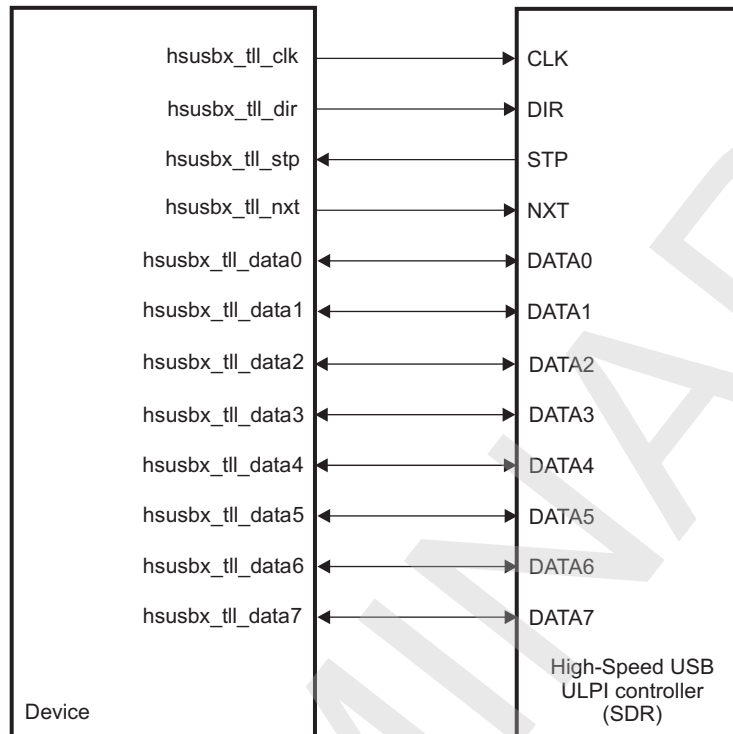 hsusbx_tll_clk CLK
hsusbx_tll_dir DIR
hsusbx_tll_stp STP
hsusbx_tll_nxt NXT
hsusbx_tll_data0 DATA0
hsusbx_tll_data1 DATA1
hsusbx_tll_data2 DATA2
hsusbx_tll_data3 DATA3
hsusbx_tll_data4 DATA4
hsusbx_tll_data5 DATA5
hsusbx_tll_data6 DATA6
hsusbx_tll_data7 DATA7
High-Speed USB
ULPI controller
(SDR)
Device